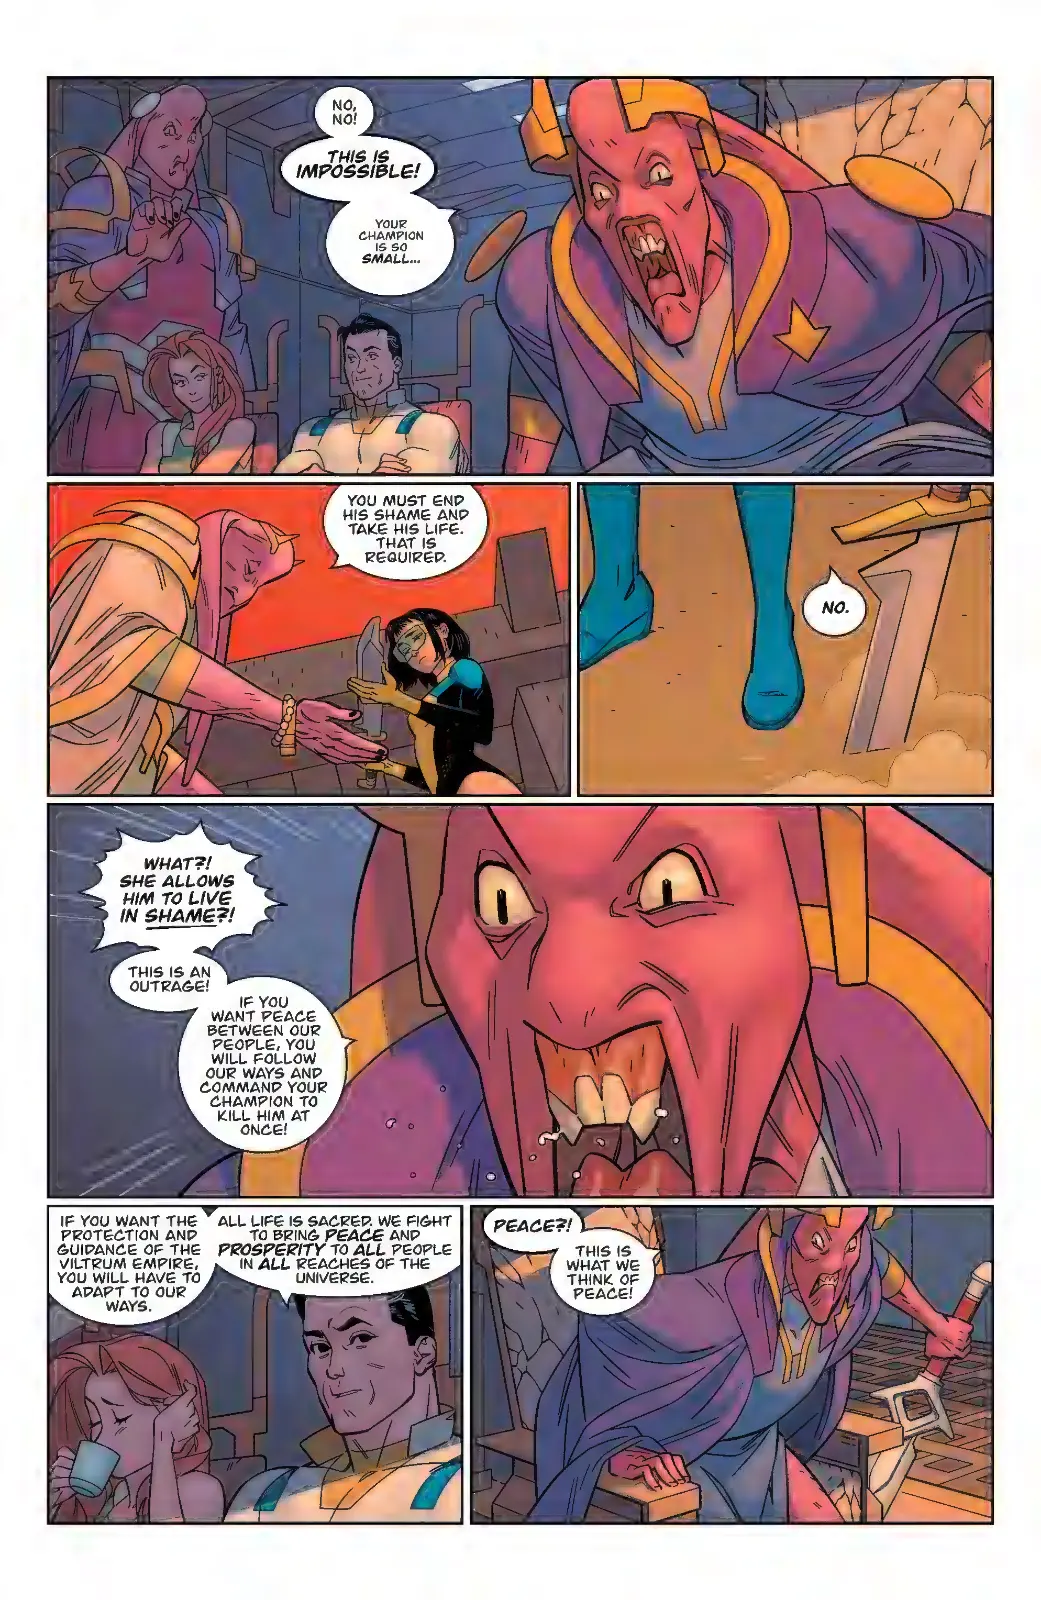 NO,
NO!
THIS IS
IMPOSSIBLE!
YOUR
CHAMPION
IS SO
SMALL...
YOU MUST END
HIS SHAME AND
TAKE HIS LIFE.
THAT IS
REQUIRED.
NO.
WHAT?!
SHE ALLOWS
HIM TO LIVE
IN SHAME?!
THIS IS AN
OUTRAGE!
IF YOU
WANT PEACE
BETWEEN OUR
PEOPLE, YOU
WILL FOLLOW
OUR WAYS AND
COMMAND YOUR
CHAMPION TO
KILL HIM AT
ONCE!
IF YOU WANT THE
PROTECTION AND
GUIDANCE OF THE
VILTRUM EMPIRE,
YOU WILL HAVE TO
ADAPT TO OUR
WAYS.
ALL LIFE IS SACRED. WE FIGHT
TO BRING PEACE AND
PROSPERITY TO ALL PEOPLE
IN ALL REACHES OF THE
UNIVERSE.
PEACE?!
THIS IS
WHAT WE
THINK OF
PEACE!